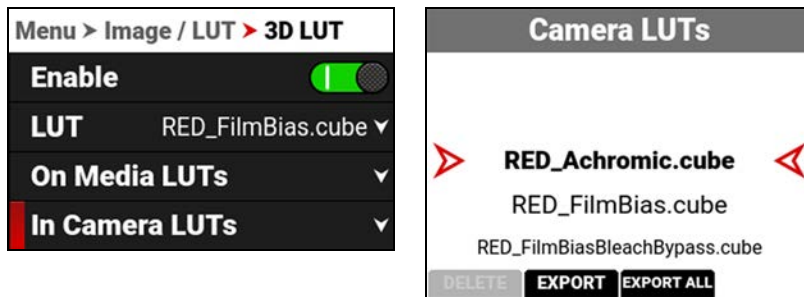 Menu > Image / LUT > 3D LUT
Enable
LUT RED_FilmBias.cube
On Media LUTs
In Camera LUTs
Camera LUTs
RED_Achromic.cube
RED_FilmBias.cube
RED_FilmBiasBleachBypass.cube
DELETE EXPORT EXPORT ALL